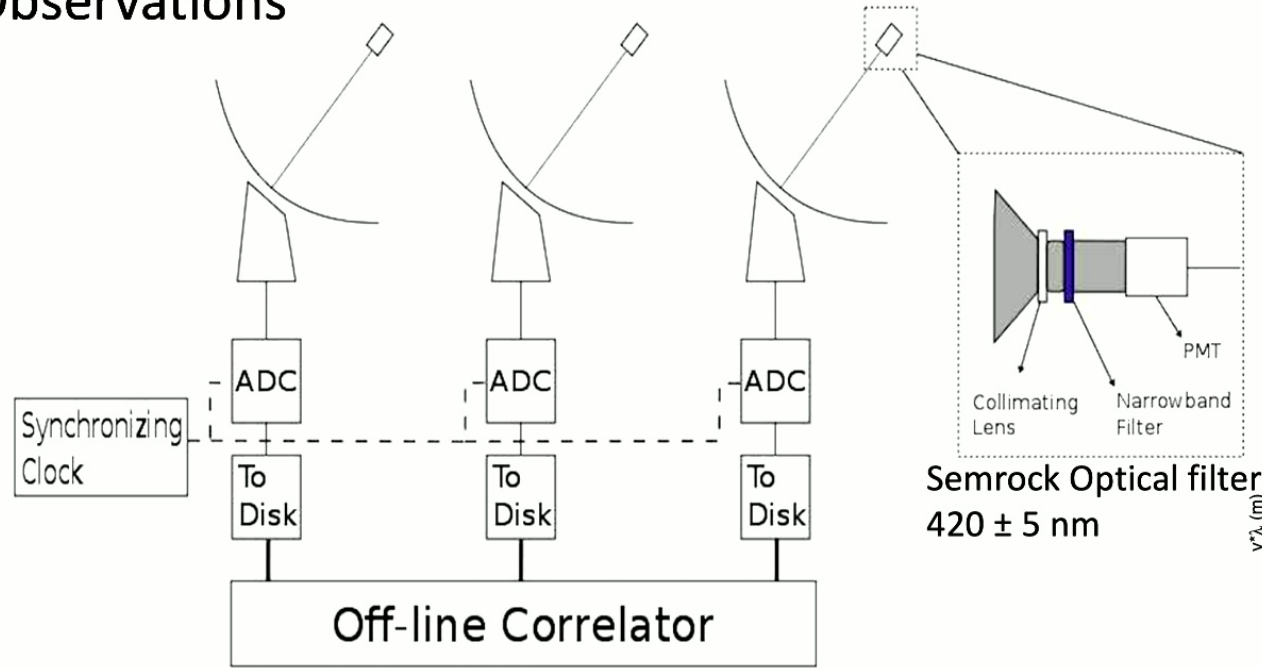 Observations
ADC
ADC
ADC
Synchronizing
Clock
To
Disk
To
Disk
To
Disk
Off-line Correlator
PMT
Collimating
Lens
Narrowband
Filter
Semrock Optical filter
420 ± 5 nm
v*λ (m)